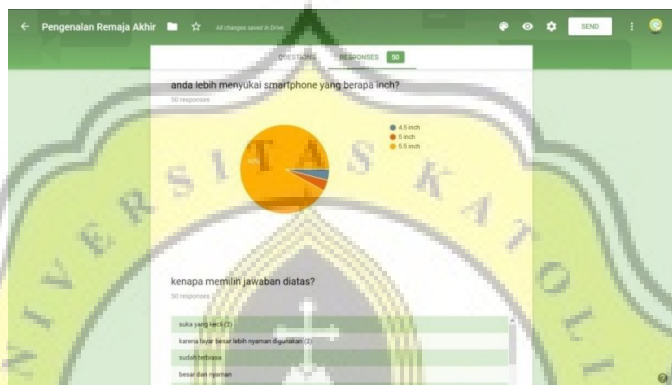 Pengenalan Remaja Akhir
All changes saved in Drive
SEND
QUESTIONS
RESPONSES 50
anda lebih menyukai smartphone yang berapa inch?
50 responses
4.5 inch
5 inch
5.5 inch
kenapa memilih jawaban diatas?
50 responses
suka yang kecil (2)
karena layar besar lebih nyaman digunakan (2)
sudah terbiasa
besar dan nyaman